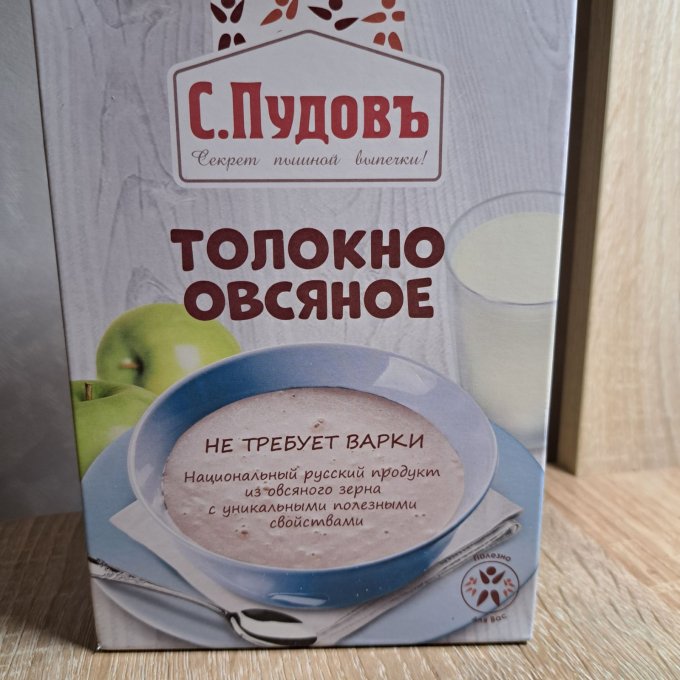 С.Пудовъ
Секрет пышной выпечки!
ТОЛОКНО
ОВСЯНОЕ
НЕ ТРЕБУЕТ ВАРКИ
Национальный русский продукт
из овсяного зерна
с уникальными полезными
свойствами
Полезно
для Вас